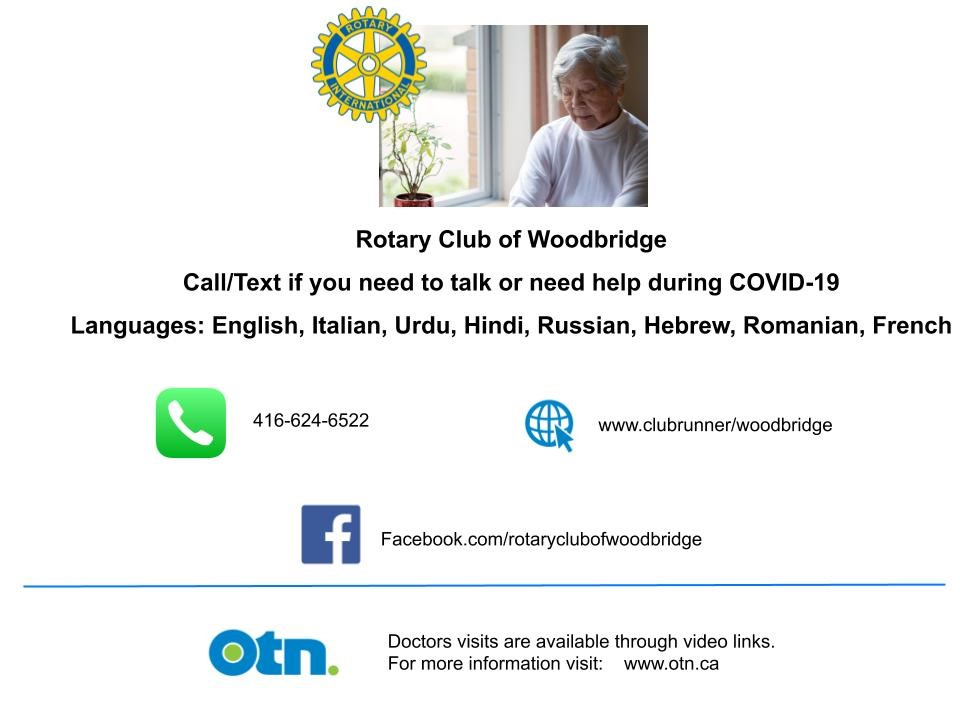 ROTARY
INTERNATIONAL
Rotary Club of Woodbridge
Call/Text if you need to talk or need help during COVID-19
Languages: English, Italian, Urdu, Hindi, Russian, Hebrew, Romanian, French
416-624-6522
www.clubrunner/woodbridge
Facebook.com/rotaryclubofwoodbridge
otn.
Doctors visits are available through video links.
For more information visit: www.otn.ca